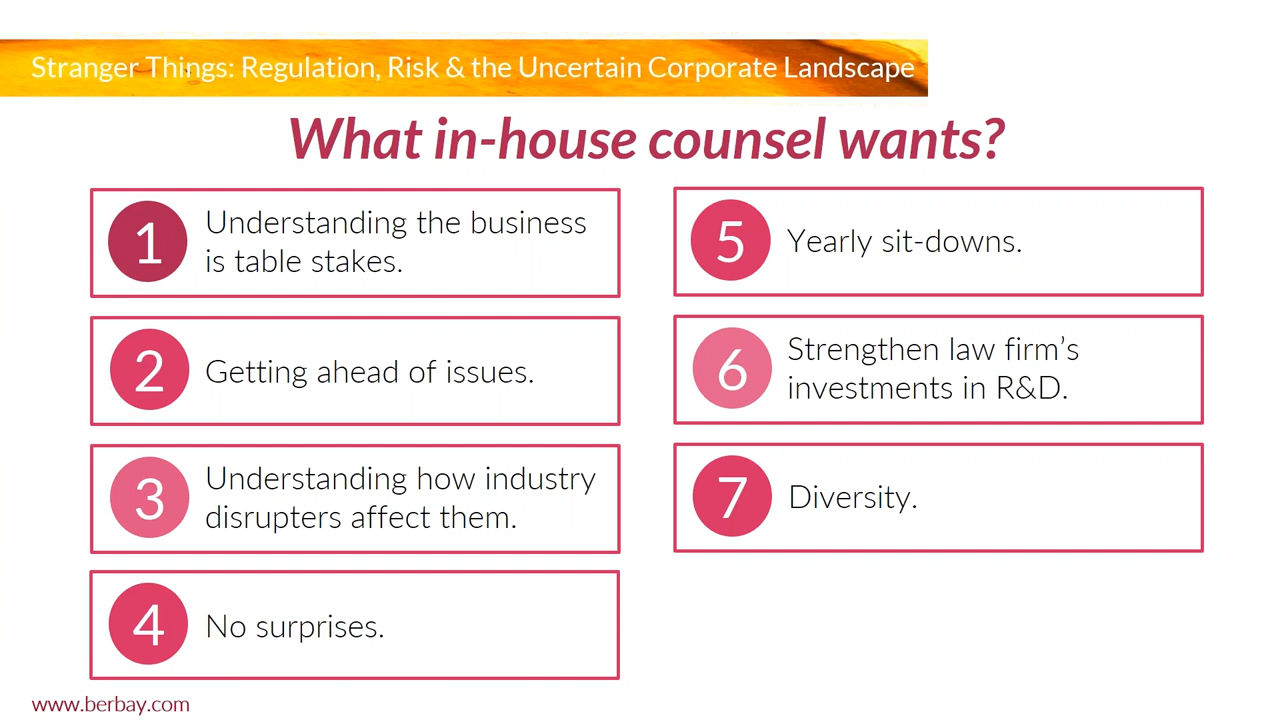 Stranger Things: Regulation, Risk & the Uncertain Corporate Landscape
What in-house counsel wants?
1
Understanding the business
is table stakes.
2
Getting ahead of issues.
3
Understanding how industry
disrupters affect them.
4
No surprises.
5
Yearly sit-downs.
6
Strengthen law firm’s
investments in R&D.
7
Diversity.
www.berbay.com